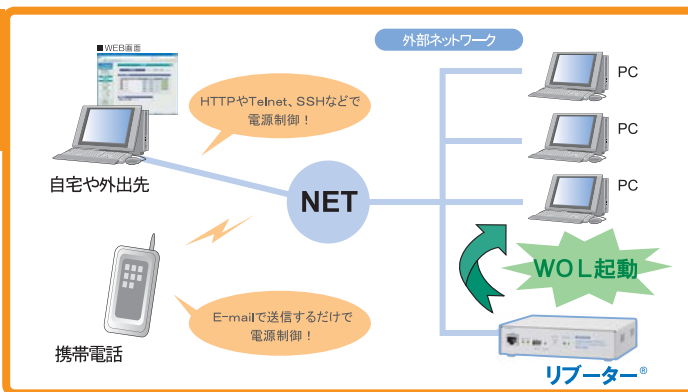 ■WEB画面
外部ネットワーク
HTTPやTelnet、SSHなどで
電源制御！
自宅や外出先
PC
PC
PC
NET
WOL起動
E-mailで送信するだけで
電源制御！
携帯電話
リブーター®